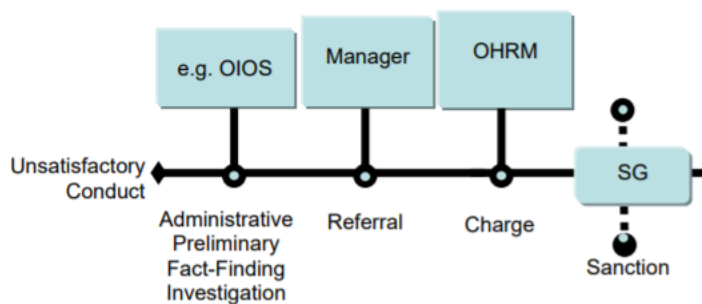 e.g. OIOS
Manager
OHRM
SG
Unsatisfactory
Conduct
Administrative
Preliminary
Fact-Finding
Investigation
Referral
Charge
Sanction